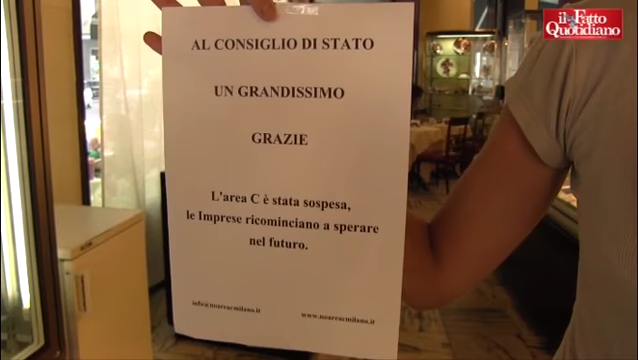 il Fatto
Quotidiano
AL CONSIGLIO DI STATO
UN GRANDISSIMO
GRAZIE
L'area C è stata sospesa,
le Imprese ricominciano a sperare
nel futuro.
info@noareacmilano.it
www.noareacmilano.it